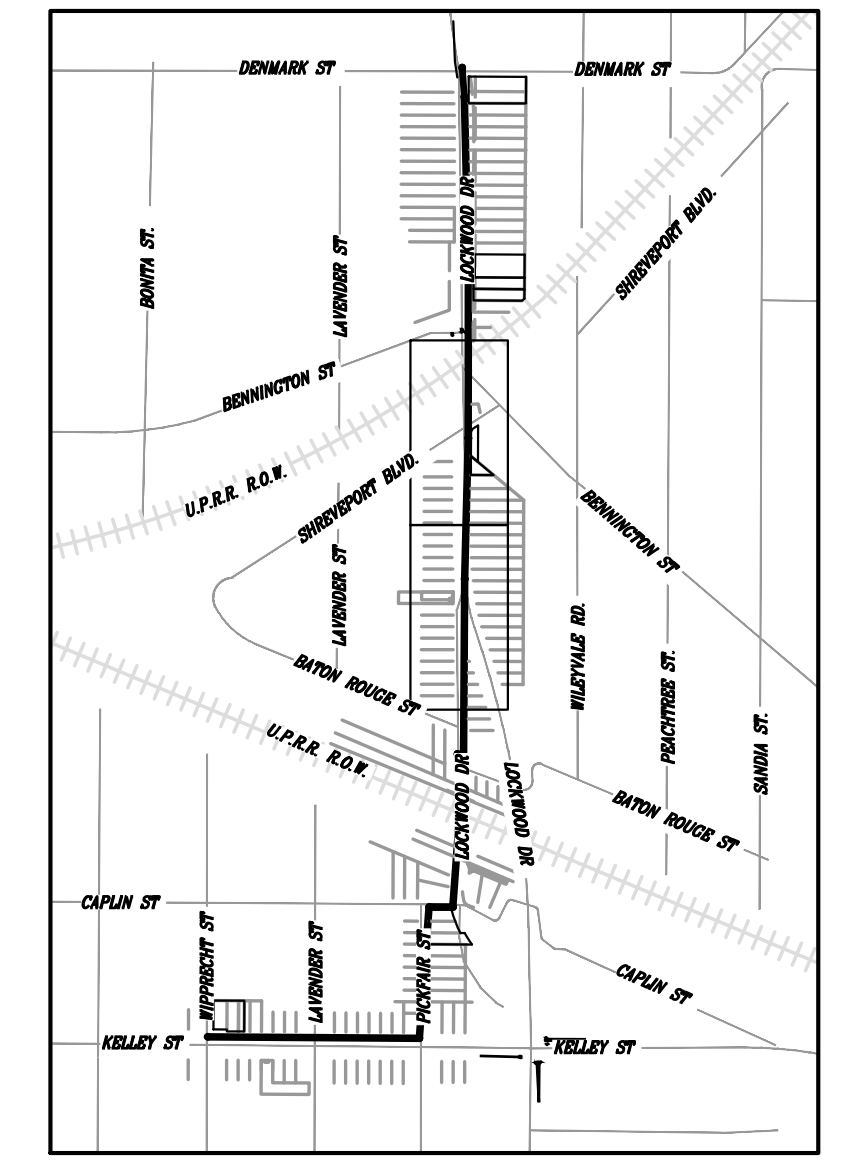 DENMARK ST
DENMARK ST
LOCKWOOD DR
SHREVEPORT BLVD.
BONITA ST.
LAVENDER ST
BENNINGTON ST
U.P.R.R. R.O.W.
SHREVEPORT BLVD.
BENNINGTON ST
LAVENDER ST
WILEYVALE RD.
PEACHTREE ST.
SANDIA ST.
BATON ROUGE ST
U.P.R.R. R.O.W.
LOCKWOOD DR
LOCKWOOD DR
BATON ROUGE ST
CAPLIN ST
WIPPRECHT ST
LAVENDER ST
PICKFAIR ST
CAPLIN ST
KELLEY ST
KELLEY ST